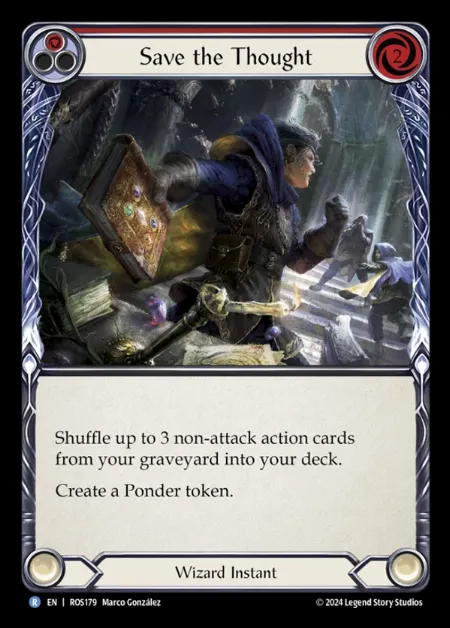 Save the Thought
2
Shuffle up to 3 non-attack action cards
from your graveyard into your deck.
Create a Ponder token.
Wizard Instant
R EN | ROS179 Marco González
© 2024 Legend Story Studios